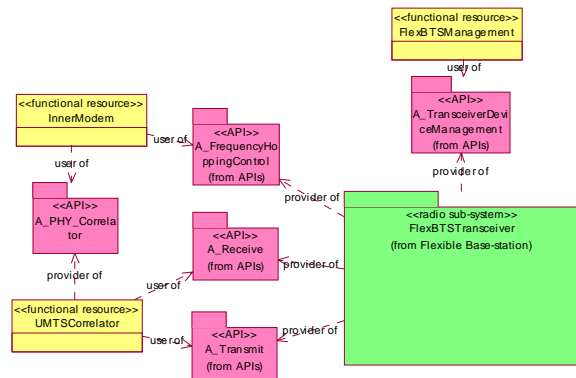 <<functional resource>>
FlexBTSManagement
user of
<<API>>
A_TransceiverDevi
ceManagement
(from APIs)
provider of
<<functional resource>>
InnerModem
user of
user of
<<API>>
A_FrequencyHo
ppingControl
(from APIs)
provider of
<<API>>
A_PHY_Correla
tor
provider of
<<radio sub-system>>
FlexBTSTransceiver
(from Flexible Base-station)
<<API>>
A_Receive
(from APIs)
user of
provider of
<<functional resource>>
UMTSCorrelator
user of
<<API>>
A_Transmit
(from APIs)
provider of